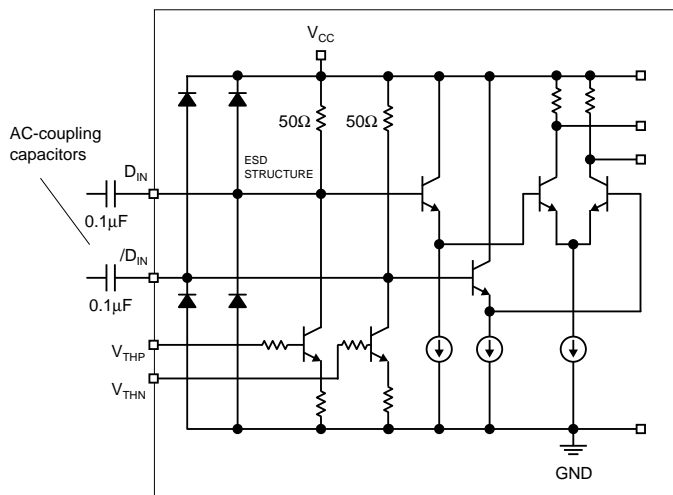 V_CC
50Ω 50Ω
AC-coupling
capacitors
D_IN
ESD
STRUCTURE
0.1µF
/D_IN
0.1µF
V_THP
V_THN
GND